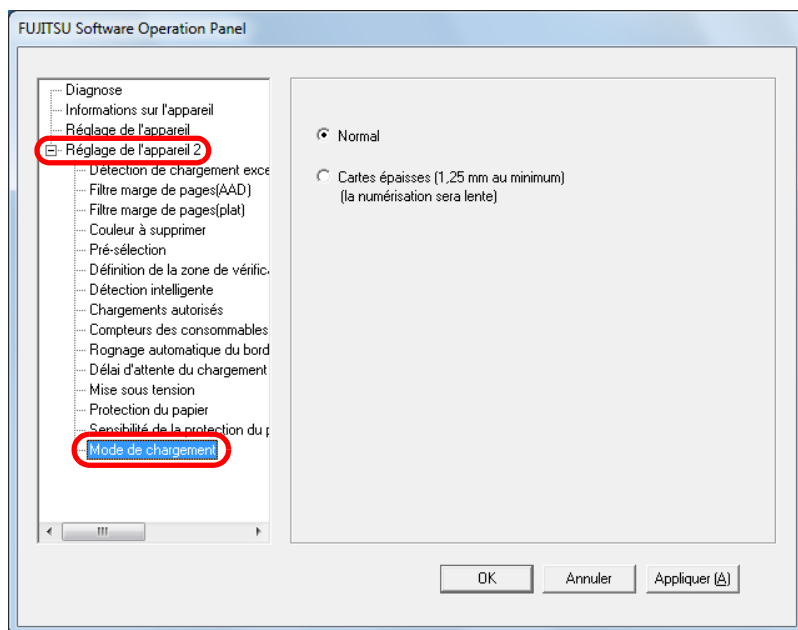 FUJITSU Software Operation Panel
Diagnose
Informations sur l'appareil
Réglage de l'appareil
Réglage de l'appareil 2
Détection de chargement exce
Filtre marge de pages(AAD)
Filtre marge de pages(plat)
Couleur à supprimer
Pré-sélection
Définition de la zone de vérific
Détection intelligente
Chargements autorisés
Compteurs des consommables
Rognage automatique du bord
Délai d'attente du chargement
Mise sous tension
Protection du papier
Sensibilité de la protection du p
Mode de chargement
Normal
Cartes épaisses (1,25 mm au minimum)
(la numérisation sera lente)
OK
Annuler
Appliquer (A)